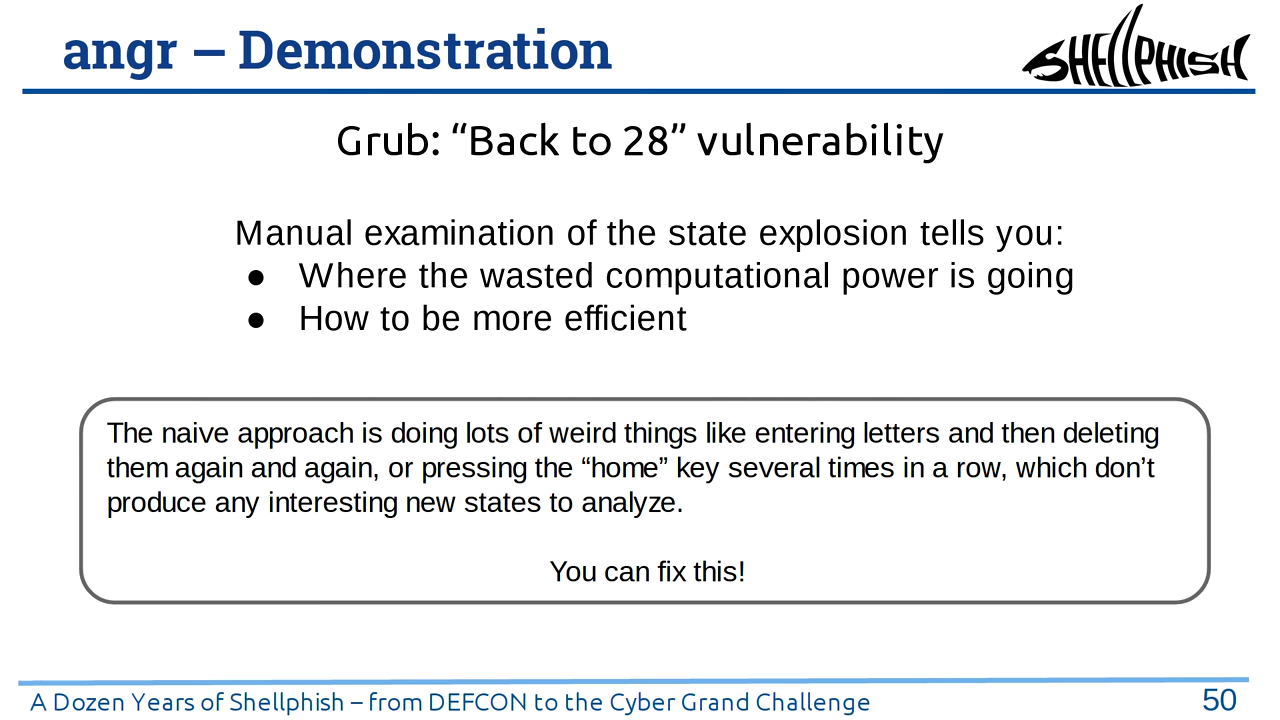 angr – Demonstration
SHELLPHISH
Grub: “Back to 28” vulnerability
Manual examination of the state explosion tells you:
● Where the wasted computational power is going
● How to be more efficient
The naive approach is doing lots of weird things like entering letters and then deleting
them again and again, or pressing the “home” key several times in a row, which don’t
produce any interesting new states to analyze.
You can fix this!
A Dozen Years of Shellphish – from DEFCON to the Cyber Grand Challenge
50